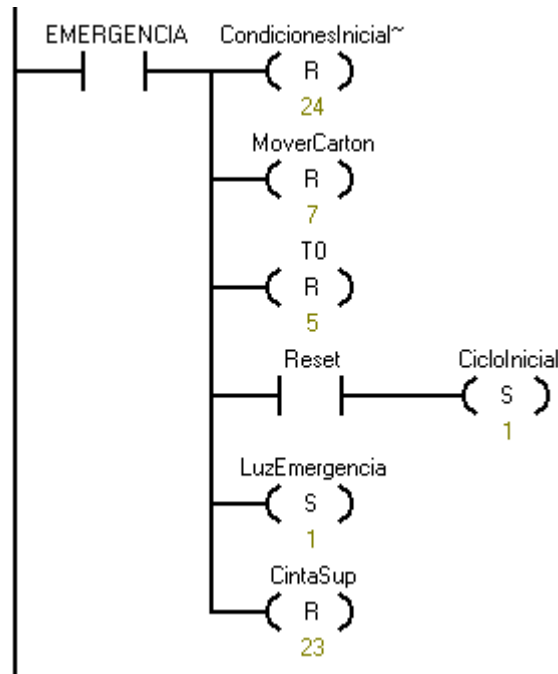 EMERGENCIA CondicionesInicial~
R
24
MoverCarton
R
7
T0
R
5
Reset CicloInicial
S
1
LuzEmergencia
S
1
CintaSup
R
23